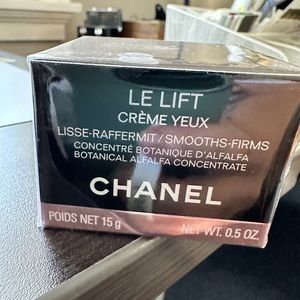 LE LIFT
CRÈME YEUX
LISSE-RAFFERMIT / SMOOTHS-FIRMS
CONCENTRÉ BOTANIQUE D'ALFALFA
BOTANICAL ALFALFA CONCENTRATE
CHANEL
POIDS NET 15 g NET WT. 0.5 OZ.